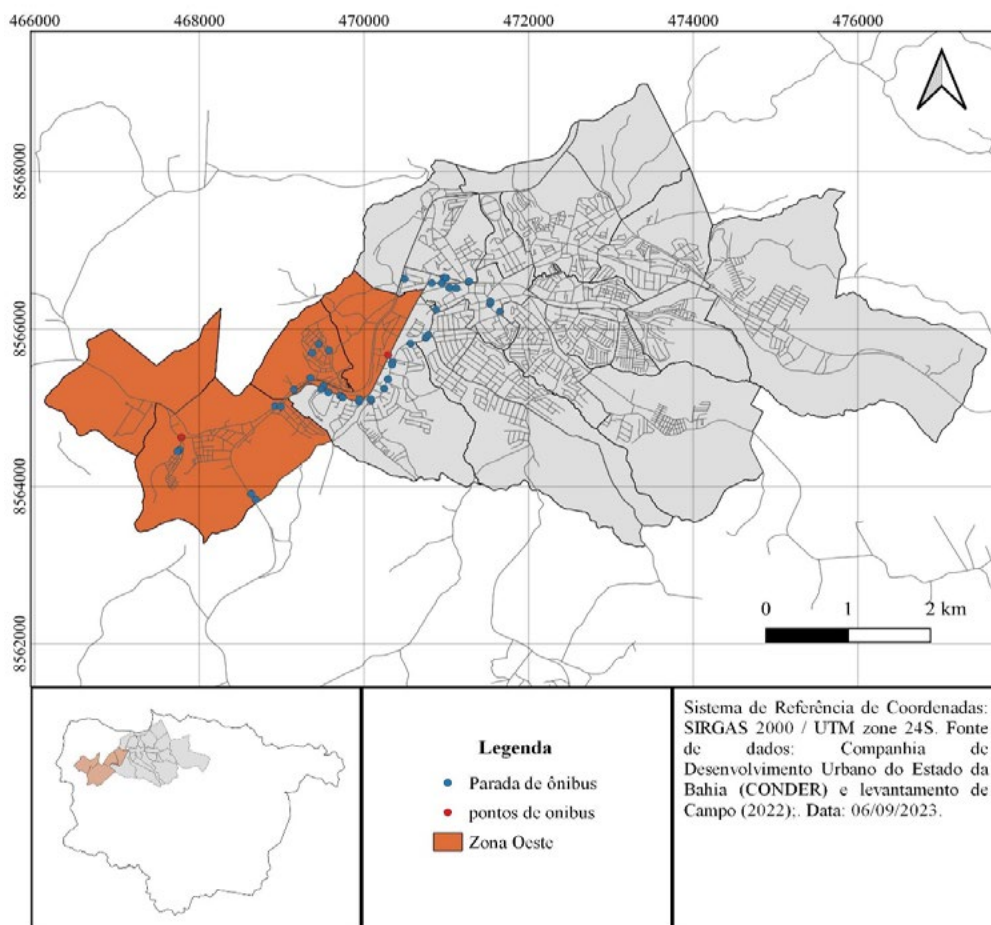 466000 468000 470000 472000 474000 476000
8568000
8566000
8564000
8562000
0 1 2 km
Legenda
Parada de ônibus
pontos de onibus
Zona Oeste
Sistema de Referência de Coordenadas:
SIRGAS 2000 / UTM zone 24S. Fonte
de dados: Companhia de
Desenvolvimento Urbano do Estado da
Bahia (CONDER) e levantamento de
Campo (2022);. Data: 06/09/2023.